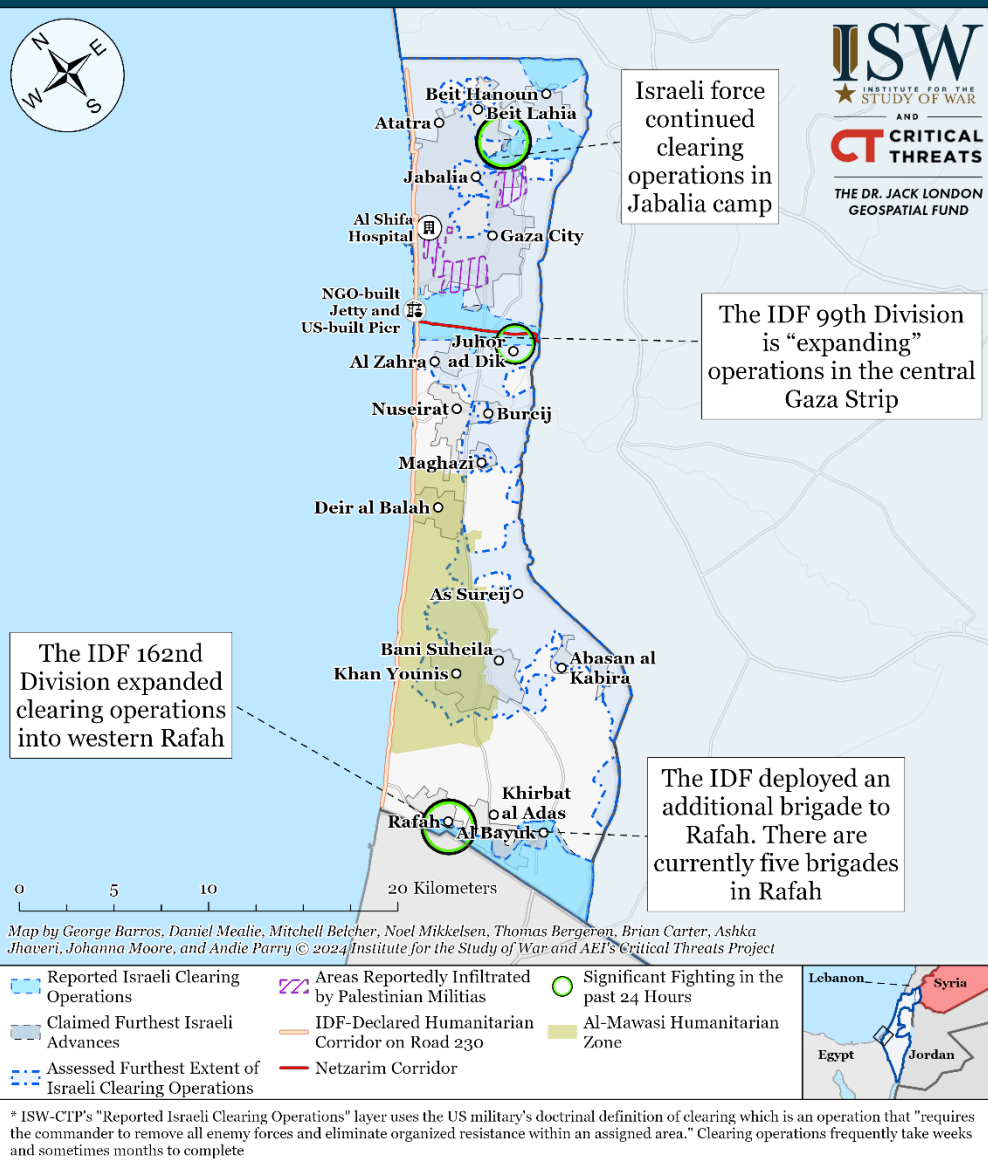 N
E
W
S
ISW
INSTITUTE FOR THE
STUDY OF WAR
AND
CT CRITICAL
THREATS
THE DR. JACK LONDON
GEOSPATIAL FUND
Israeli force
continued
clearing
operations in
Jabalia camp
Beit Hanoun
Beit Lahia
Atatra
Jabalia
Al Shifa
Hospital
Gaza City
NGO-built
Jetty and
US-built Pier
The IDF 99th Division
is “expanding”
operations in the central
Gaza Strip
Juhor
ad Dik
Al Zahra
Nuseirat
Bureij
Maghazi
Deir al Balah
As Sureij
Bani Suheila
Khan Younis
Abasan al
Kabira
The IDF 162nd
Division expanded
clearing operations
into western Rafah
Khirbat
al Adas
Rafah
Al Bayuk
The IDF deployed an
additional brigade to
Rafah. There are
currently five brigades
in Rafah
0 5 10 20 Kilometers
Map by George Barros, Daniel Mealie, Mitchell Belcher, Noel Mikkelsen, Thomas Bergeron, Brian Carter, Ashka
Jhaveri, Johanna Moore, and Andie Parry © 2024 Institute for the Study of War and AEI's Critical Threats Project
Reported Israeli Clearing
Operations
Claimed Furthest Israeli
Advances
Assessed Furthest Extent of
Israeli Clearing Operations
Areas Reportedly Infiltrated
by Palestinian Militias
IDF-Declared Humanitarian
Corridor on Road 230
Netzarim Corridor
Significant Fighting in the
past 24 Hours
Al-Mawasi Humanitarian
Zone
Lebanon
Syria
Egypt
Jordan
* ISW-CTP's "Reported Israeli Clearing Operations" layer uses the US military's doctrinal definition of clearing which is an operation that "requires
the commander to remove all enemy forces and eliminate organized resistance within an assigned area." Clearing operations frequently take weeks
and sometimes months to complete